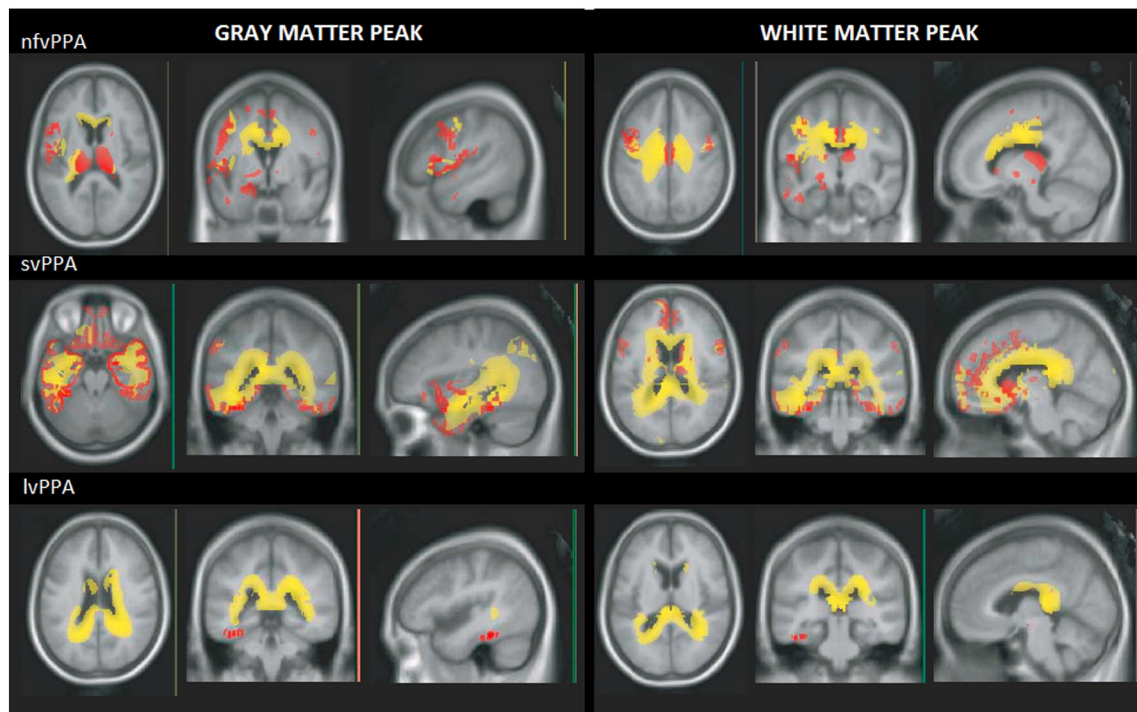 GRAY MATTER PEAK
WHITE MATTER PEAK
nfvPPA
svPPA
lvPPA